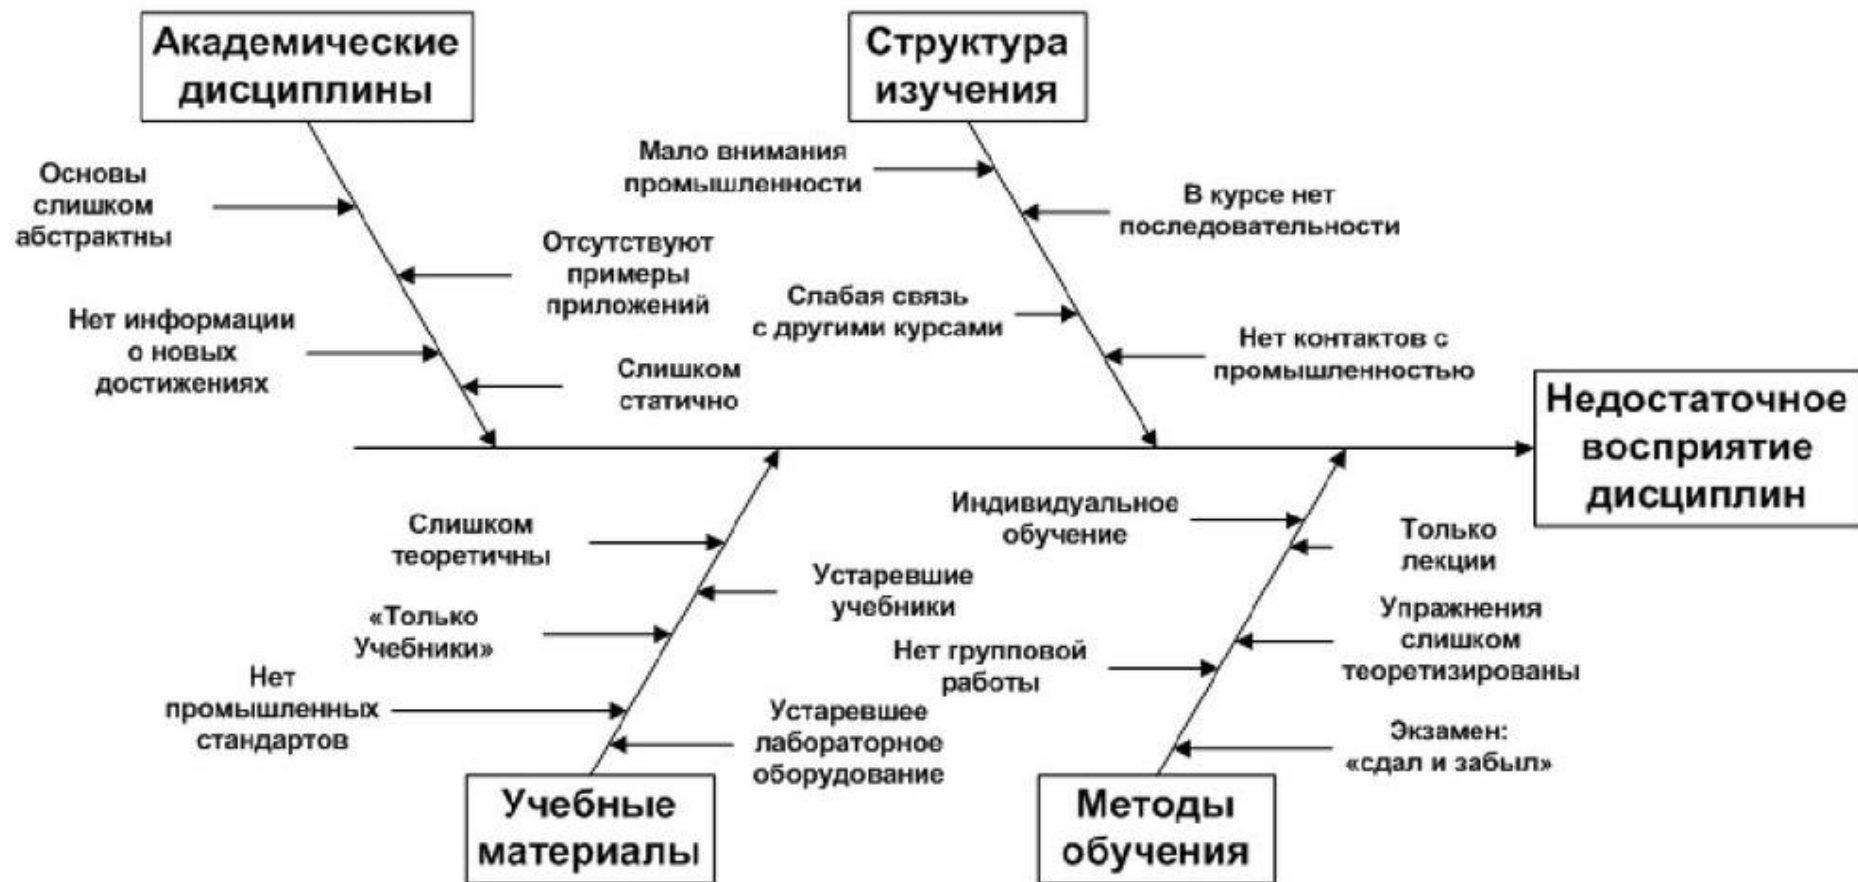 Академические
дисциплины
Структура
изучения
Основы
слишком
абстрактны
Отсутствуют
примеры
приложений
Нет информации
о новых
достижениях
Слишком
статично
Мало внимания
промышленности
В курсе нет
последовательности
Слабая связь
с другими курсами
Нет контактов с
промышленностью
Недостаточное
восприятие
дисциплин
Слишком
теоретичны
Устаревшие
учебники
«Только
Учебники»
Нет
промышленных
стандартов
Устаревшее
лабораторное
оборудование
Индивидуальное
обучение
Только
лекции
Упражнения
слишком
теоретизированы
Нет групповой
работы
Экзамен:
«сдал и забыл»
Учебные
материалы
Методы
обучения